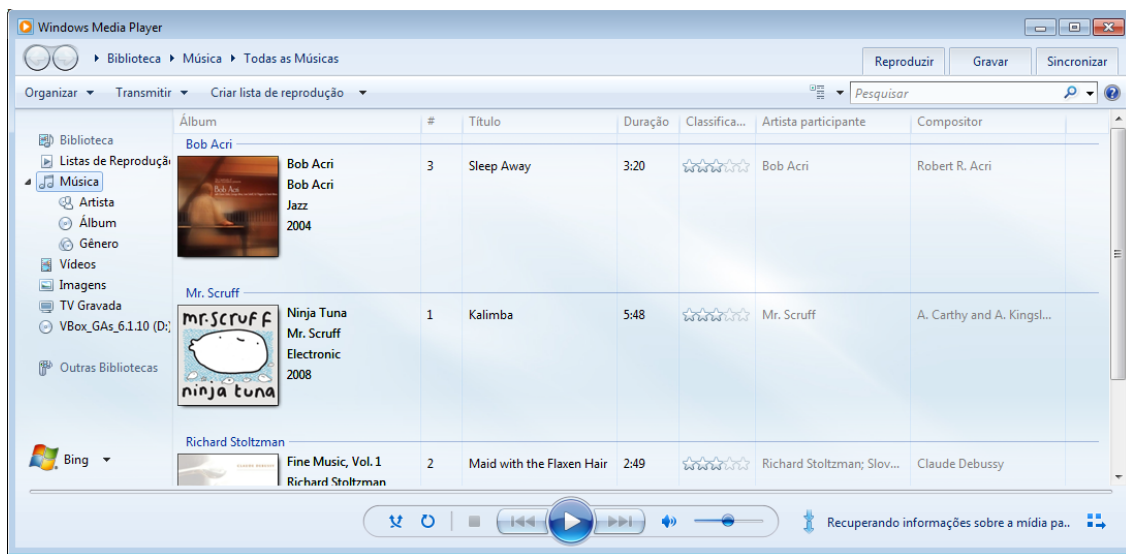 Windows Media Player
Biblioteca Música Todas as Músicas
Reproduzir Gravar Sincronizar
Organizar Transmitir Criar lista de reprodução
Pesquisar
Biblioteca
Listas de Reproduçã
Música
Artista
Álbum
Gênero
Vídeos
Imagens
TV Gravada
VBox_GAs_6.1.10 (D:)
Outras Bibliotecas
Bing
Álbum # Título Duração Classifica... Artista participante Compositor
Bob Acri
Bob Acri 3 Sleep Away 3:20 Bob Acri Robert R. Acri
Bob Acri
Jazz
2004
Bob Acri
Mr. Scruff
Ninja Tuna 1 Kalimba 5:48 Mr. Scruff A. Carthy and A. Kingsl...
Mr. Scruff
Electronic
2008
mr.scruff
ninja tuna
Richard Stoltzman
Fine Music, Vol. 1 2 Maid with the Flaxen Hair 2:49 Richard Stoltzman; Slov... Claude Debussy
Richard Stoltzman
Recuperando informações sobre a mídia pa..